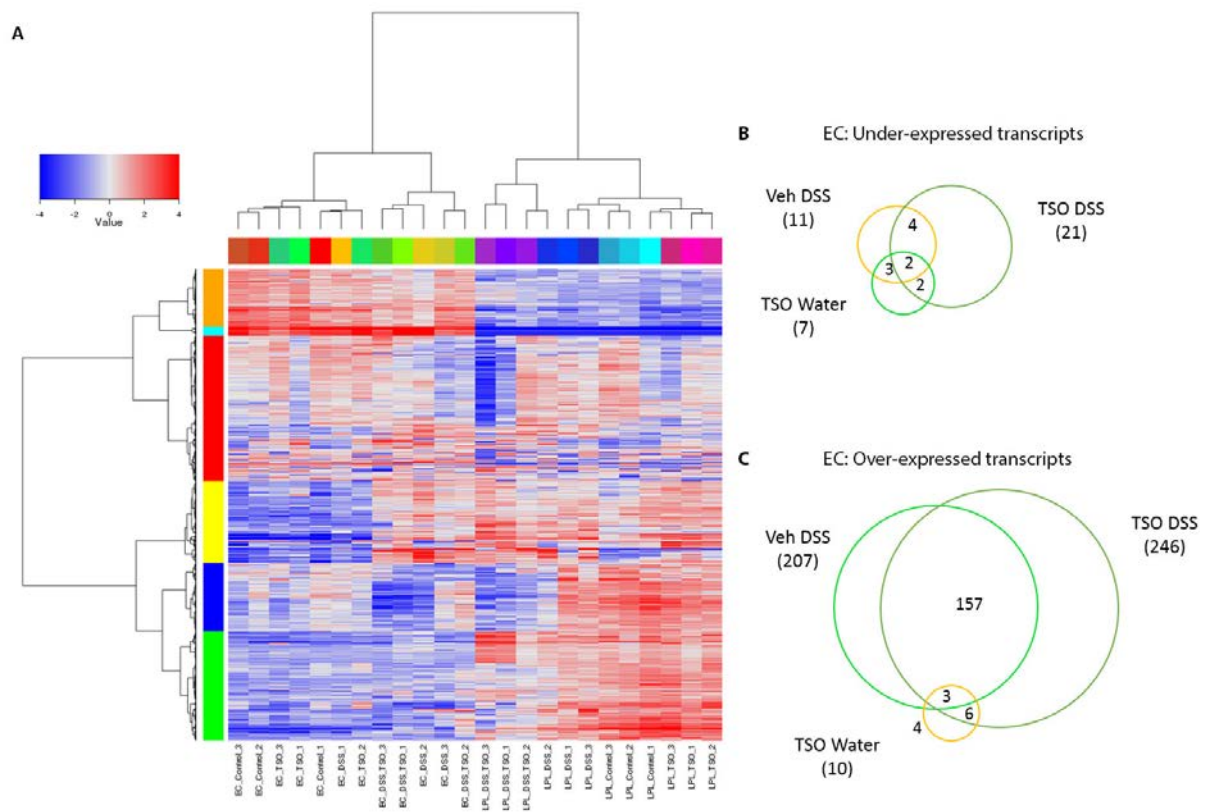 A
-4
-2
0
2
4
Value
EC_Control_3
EC_Control_2
EC_TSO_3
EC_TSO_1
EC_Control_1
EC_DSS_1
EC_TSO_2
EC_DSS_TSO_3
EC_DSS_TSO_1
EC_DSS_2
EC_DSS_3
EC_DSS_TSO_2
LPL_DSS_TSO_3
LPL_DSS_TSO_1
LPL_DSS_TSO_2
LPL_DSS_2
LPL_DSS_1
LPL_DSS_3
LPL_Control_3
LPL_Control_2
LPL_Control_1
LPL_TSO_3
LPL_TSO_1
LPL_TSO_2
B
EC: Under-expressed transcripts
Veh DSS
(11)
TSO DSS
(21)
4
2
3
2
TSO Water
(7)
C
EC: Over-expressed transcripts
Veh DSS
(207)
TSO DSS
(246)
157
3
6
4
TSO Water
(10)